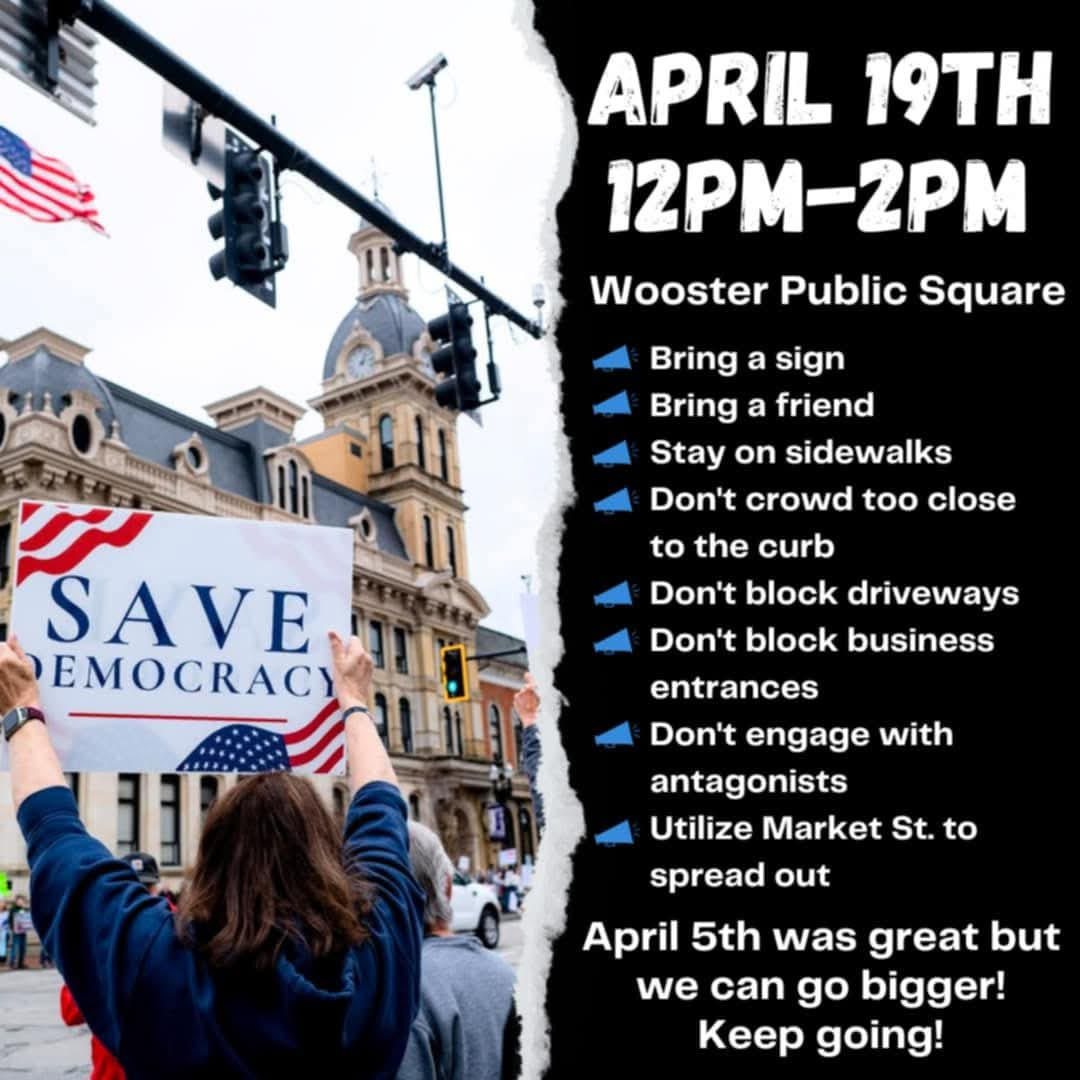 SAVE
DEMOCRACY
APRIL 19TH
12PM-2PM
Wooster Public Square
Bring a sign
Bring a friend
Stay on sidewalks
Don't crowd too close
to the curb
Don't block driveways
Don't block business
entrances
Don't engage with
antagonists
Utilize Market St. to
spread out
April 5th was great but
we can go bigger!
Keep going!